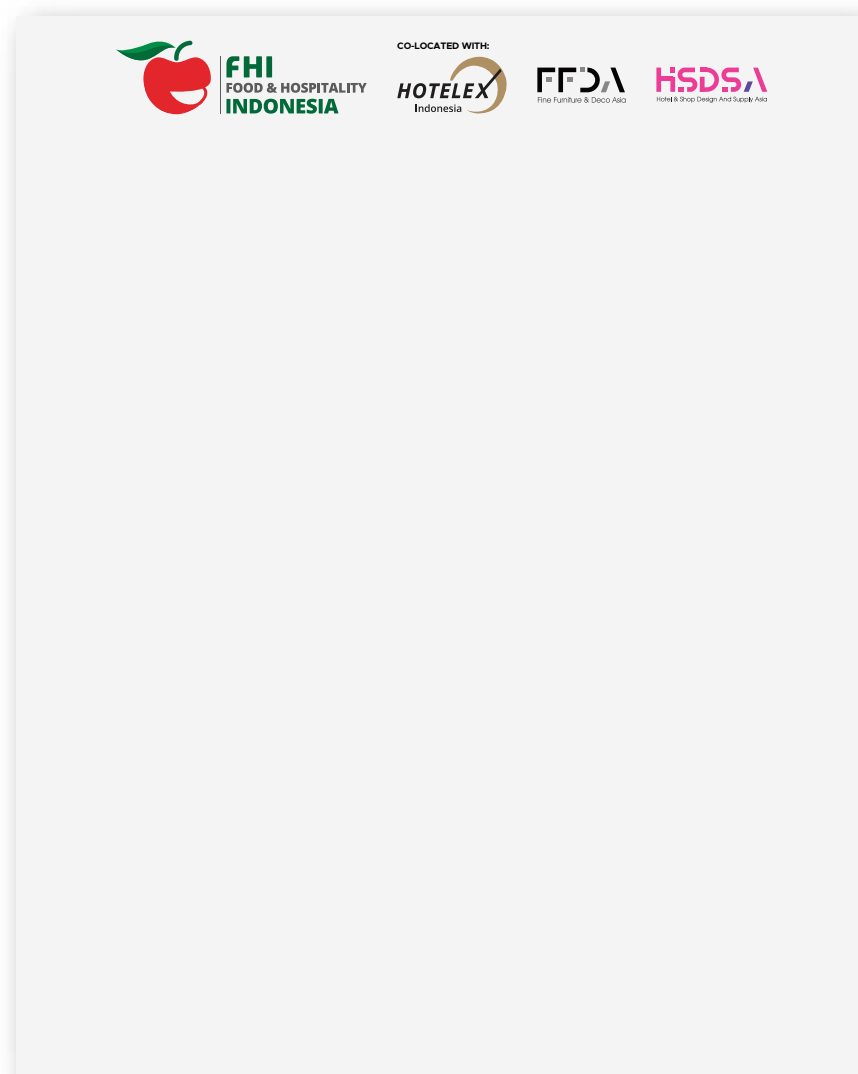 FHI
FOOD & HOSPITALITY
INDONESIA
CO-LOCATED WITH:
HOTELEX
Indonesia
FFDA
Fine Furniture & Deco Asia
HSDSA
Hotel & Shop Design And Supply Asia